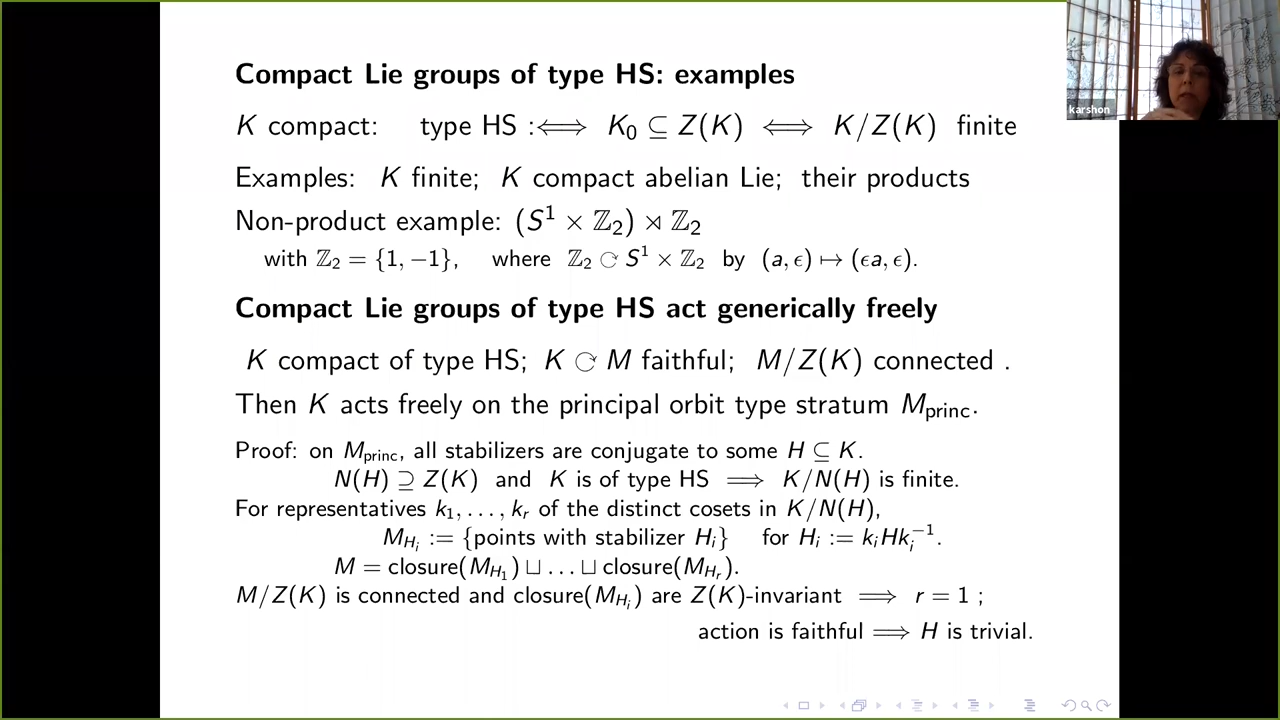 Compact Lie groups of type HS: examples
K compact: type HS :⟺ K₀ ⊆ Z(K) ⟺ K/Z(K) finite
Examples: K finite; K compact abelian Lie; their products
Non-product example: (S¹ × ℤ₂) ⋊ ℤ₂
with ℤ₂ = {1, −1}, where ℤ₂ ⟳ S¹ × ℤ₂ by (a, ϵ) ↦ (ϵa, ϵ).
Compact Lie groups of type HS act generically freely
K compact of type HS; K ⟳ M faithful; M/Z(K) connected .
Then K acts freely on the principal orbit type stratum M_princ.
Proof: on M_princ, all stabilizers are conjugate to some H ⊆ K.
N(H) ⊇ Z(K) and K is of type HS ⟹ K/N(H) is finite.
For representatives k₁, . . . , kᵣ of the distinct cosets in K/N(H),
M_{H_i} := {points with stabilizer H_i} for H_i := k_i H k_i^{−1}.
M = closure(M_{H_1}) ⊔ . . . ⊔ closure(M_{H_r}).
M/Z(K) is connected and closure(M_{H_i}) are Z(K)-invariant ⟹ r = 1 ;
action is faithful ⟹ H is trivial.
karshon